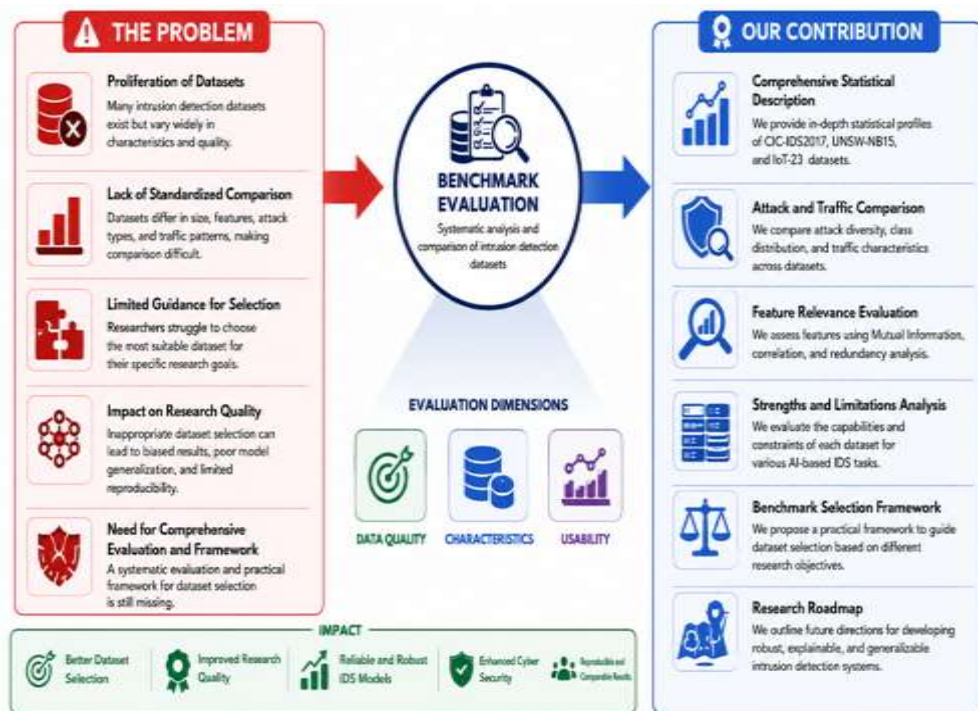 THE PROBLEM
Proliferation of Datasets
Many intrusion detection datasets
exist but vary widely in
characteristics and quality.
Lack of Standardized Comparison
Datasets differ in size, features, attack
types, and traffic patterns, making
comparison difficult.
Limited Guidance for Selection
Researchers struggle to choose
the most suitable dataset for
their specific research goals.
Impact on Research Quality
Inappropriate dataset selection can
lead to biased results, poor model
generalization, and limited
reproducibility.
Need for Comprehensive
Evaluation and Framework
A systematic evaluation and practical
framework for dataset selection
is still missing.
BENCHMARK
EVALUATION
Systematic analysis and
comparison of intrusion detection
datasets
EVALUATION DIMENSIONS
DATA QUALITY
CHARACTERISTICS
USABILITY
OUR CONTRIBUTION
Comprehensive Statistical
Description
We provide in-depth statistical profiles
of CIC-IDS2017, UNSW-NB15,
and IoT-23 datasets.
Attack and Traffic Comparison
We compare attack diversity, class
distribution, and traffic characteristics
across datasets.
Feature Relevance Evaluation
We assess features using Mutual Information,
correlation, and redundancy analysis.
Strengths and Limitations Analysis
We evaluate the capabilities and
constraints of each dataset for
various AI-based IDS tasks.
Benchmark Selection Framework
We propose a practical framework to guide
dataset selection based on different
research objectives.
Research Roadmap
We outline future directions for developing
robust, explainable, and generalizable
intrusion detection systems.
IMPACT
Better Dataset
Selection
Improved Research
Quality
Reliable and Robust
IDS Models
Enhanced Cyber
Security
Reproducible and
Comparable Results